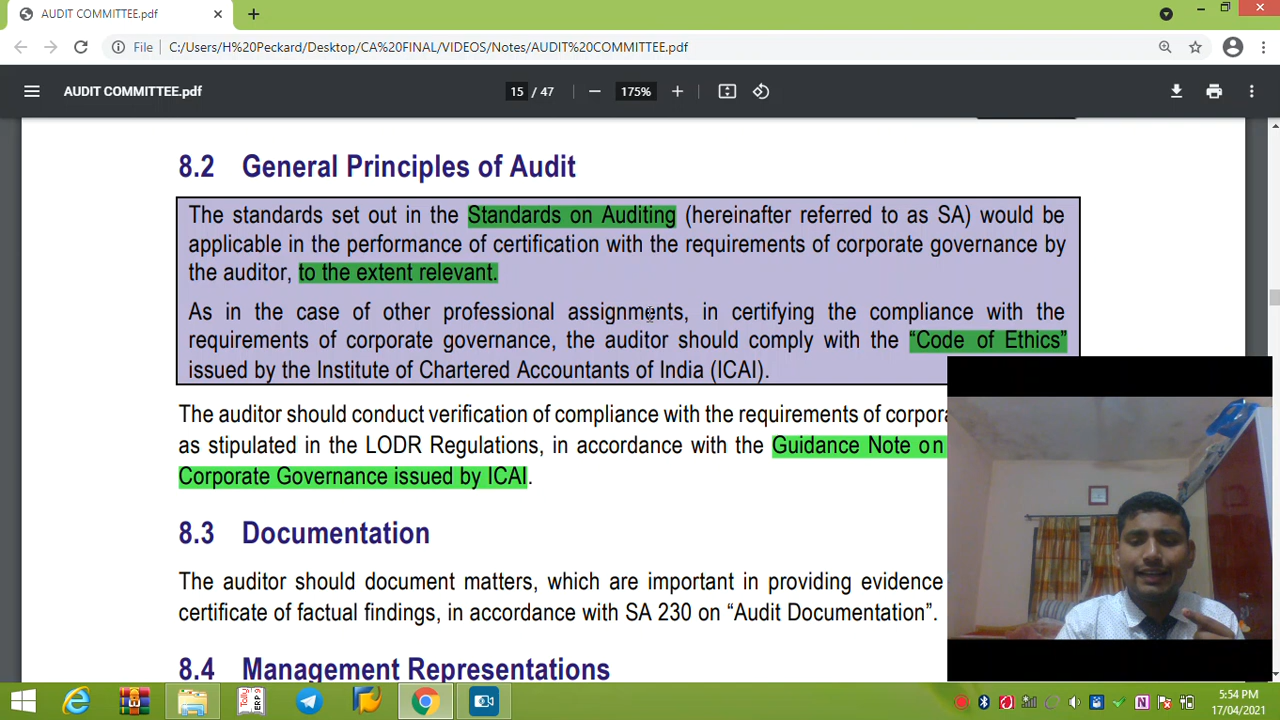 AUDIT COMMITTEE.pdf
File
C:/Users/H%20Peckard/Desktop/CA%20FINAL/VIDEOS/Notes/AUDIT%20COMMITTEE.pdf
AUDIT COMMITTEE.pdf
15 / 47
175%
8.2 General Principles of Audit
The standards set out in the Standards on Auditing (hereinafter referred to as SA) would be
applicable in the performance of certification with the requirements of corporate governance by
the auditor, to the extent relevant.
As in the case of other professional assignments, in certifying the compliance with the
requirements of corporate governance, the auditor should comply with the “Code of Ethics”
issued by the Institute of Chartered Accountants of India (ICAI).
The auditor should conduct verification of compliance with the requirements of corpora
as stipulated in the LODR Regulations, in accordance with the Guidance Note on
Corporate Governance issued by ICAI.
8.3 Documentation
The auditor should document matters, which are important in providing evidence
certificate of factual findings, in accordance with SA 230 on “Audit Documentation”.
8.4 Management Representations
Tally
ERP 9
N
5:54 PM
17/04/2021